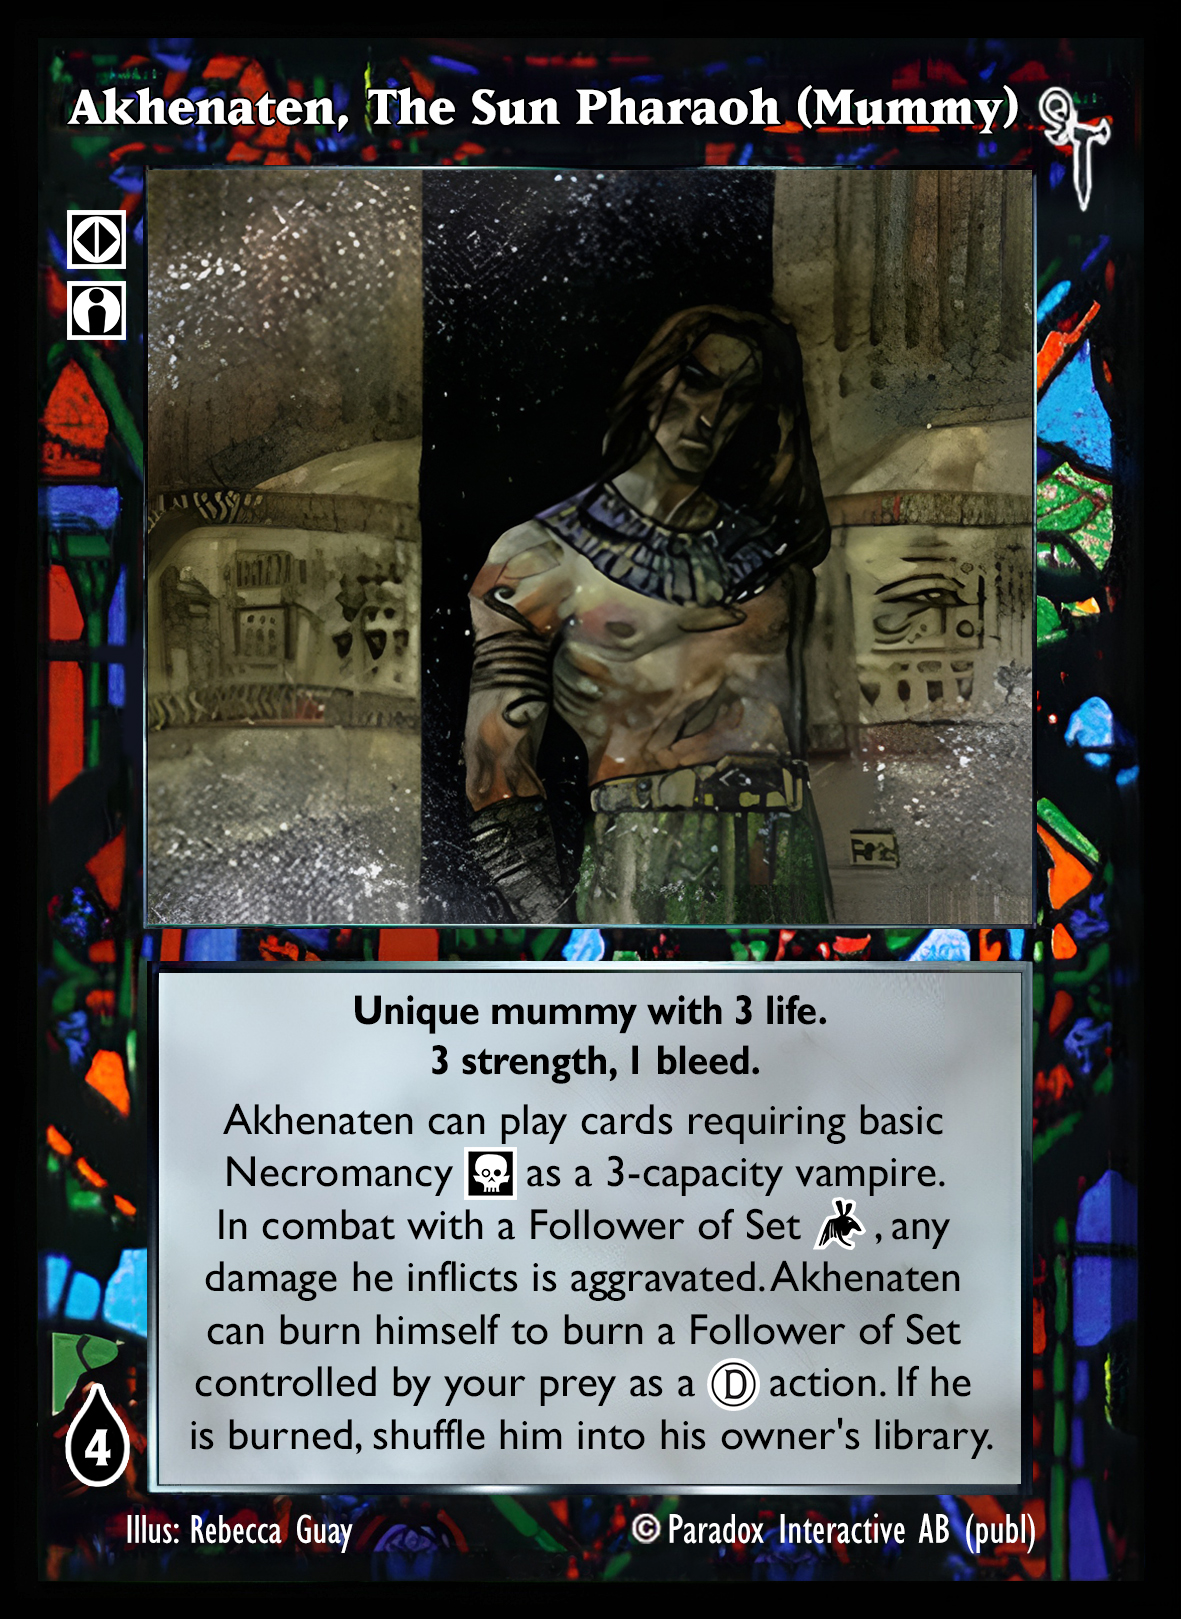 Akhenaten, The Sun Pharaoh (Mummy)
Unique mummy with 3 life.
3 strength, 1 bleed.
Akhenaten can play cards requiring basic
Necromancy as a 3-capacity vampire.
In combat with a Follower of Set , any
damage he inflicts is aggravated. Akhenaten
can burn himself to burn a Follower of Set
controlled by your prey as a D action. If he
is burned, shuffle him into his owner's library.
4
Illus: Rebecca Guay
© Paradox Interactive AB (publ)